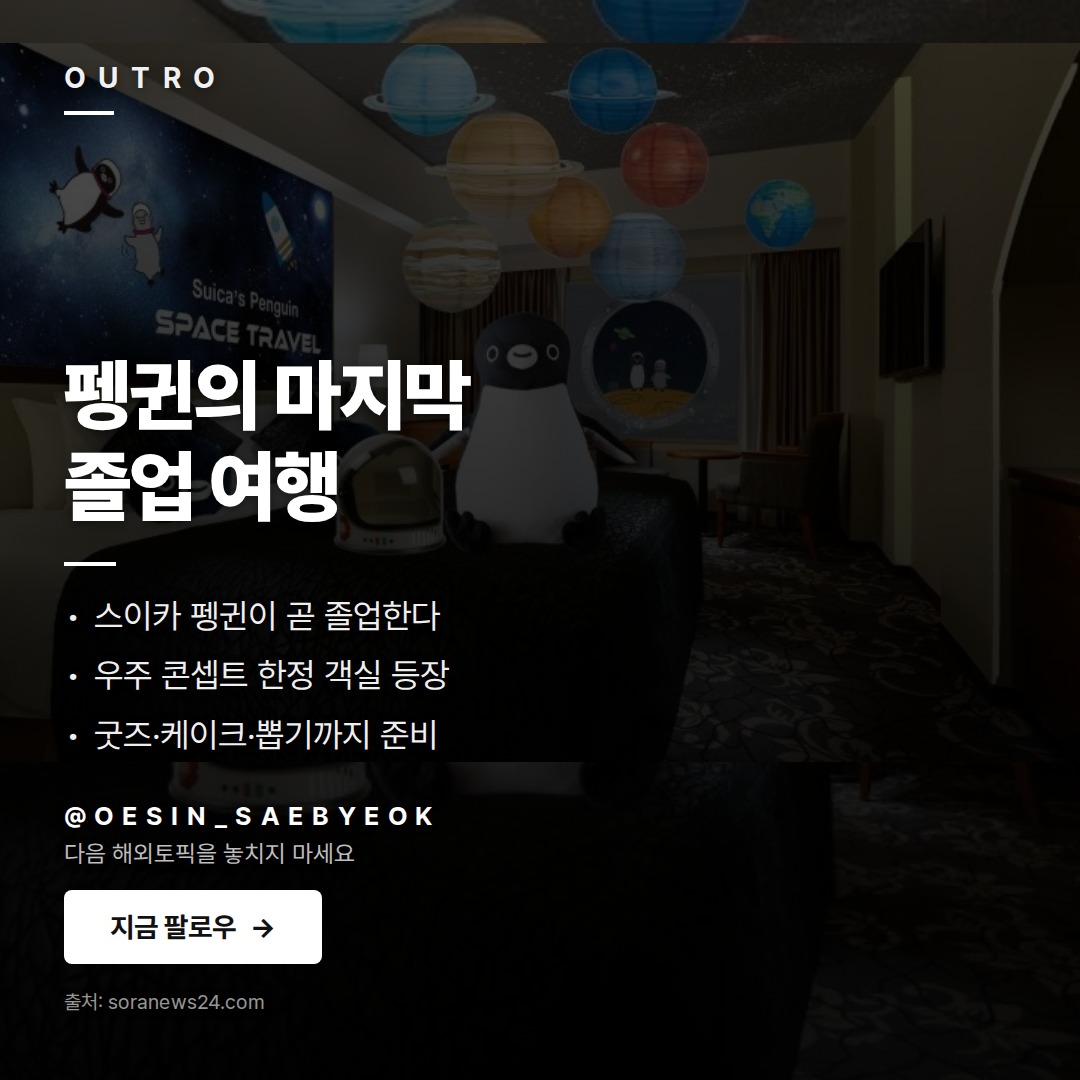 OUTRO
Suica's Penguin
SPACE TRAVEL
펭귄의 마지막
졸업 여행
• 스이카 펭귄이 곧 졸업한다
• 우주 콘셉트 한정 객실 등장
• 굿즈·케이크·뽑기까지 준비
@OESIN_SAEBYEOK
다음 해외토픽을 놓치지 마세요
지금 팔로우 →
출처: soranews24.com